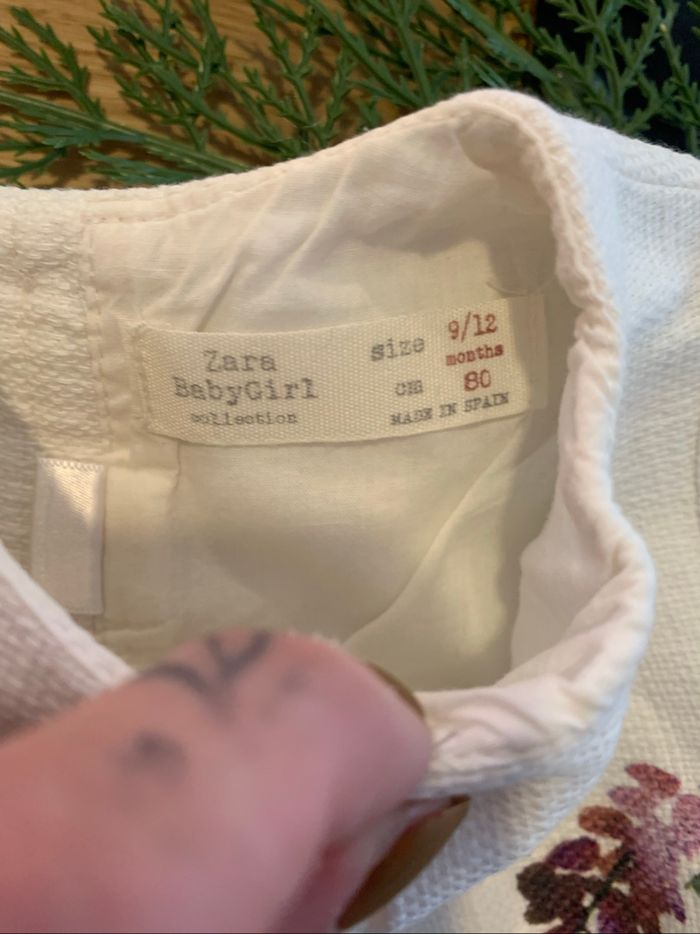 Zara
BabyGirl
collection
size 9/12
months
cm 80
MADE IN SPAIN